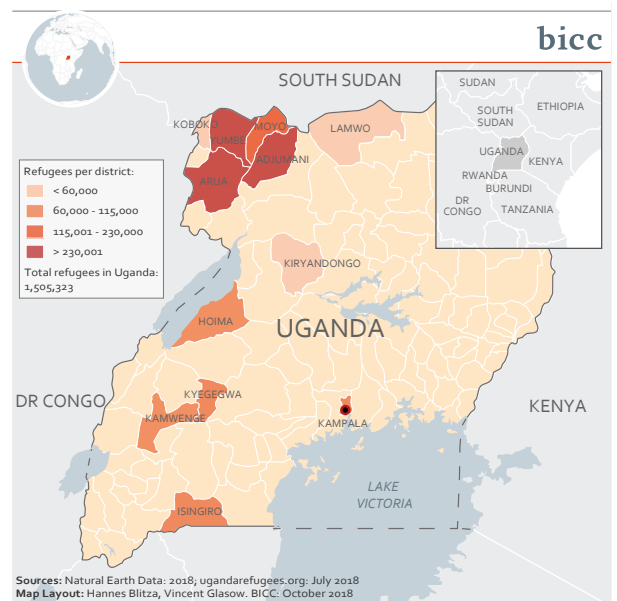 bicc
SOUTH SUDAN
SUDAN
ETHIOPIA
SOUTH
SUDAN
UGANDA
KENYA
RWANDA
BURUNDI
DR
CONGO
TANZANIA
KOBOKO
YUMBE
MOYO
LAMWO
ADJUMANI
ARUA
Refugees per district:
< 60,000
60,000 - 115,000
115,001 - 230,000
> 230,001
Total refugees in Uganda:
1,505,323
KIRYANDONGO
HOIMA
UGANDA
KYEGEGWA
DR CONGO
KAMWENGE
KAMPALA
KENYA
LAKE
VICTORIA
ISINGIRO
Sources: Natural Earth Data: 2018; ugandarefugees.org: July 2018
Map Layout: Hannes Blitza, Vincent Glasow. BICC: October 2018